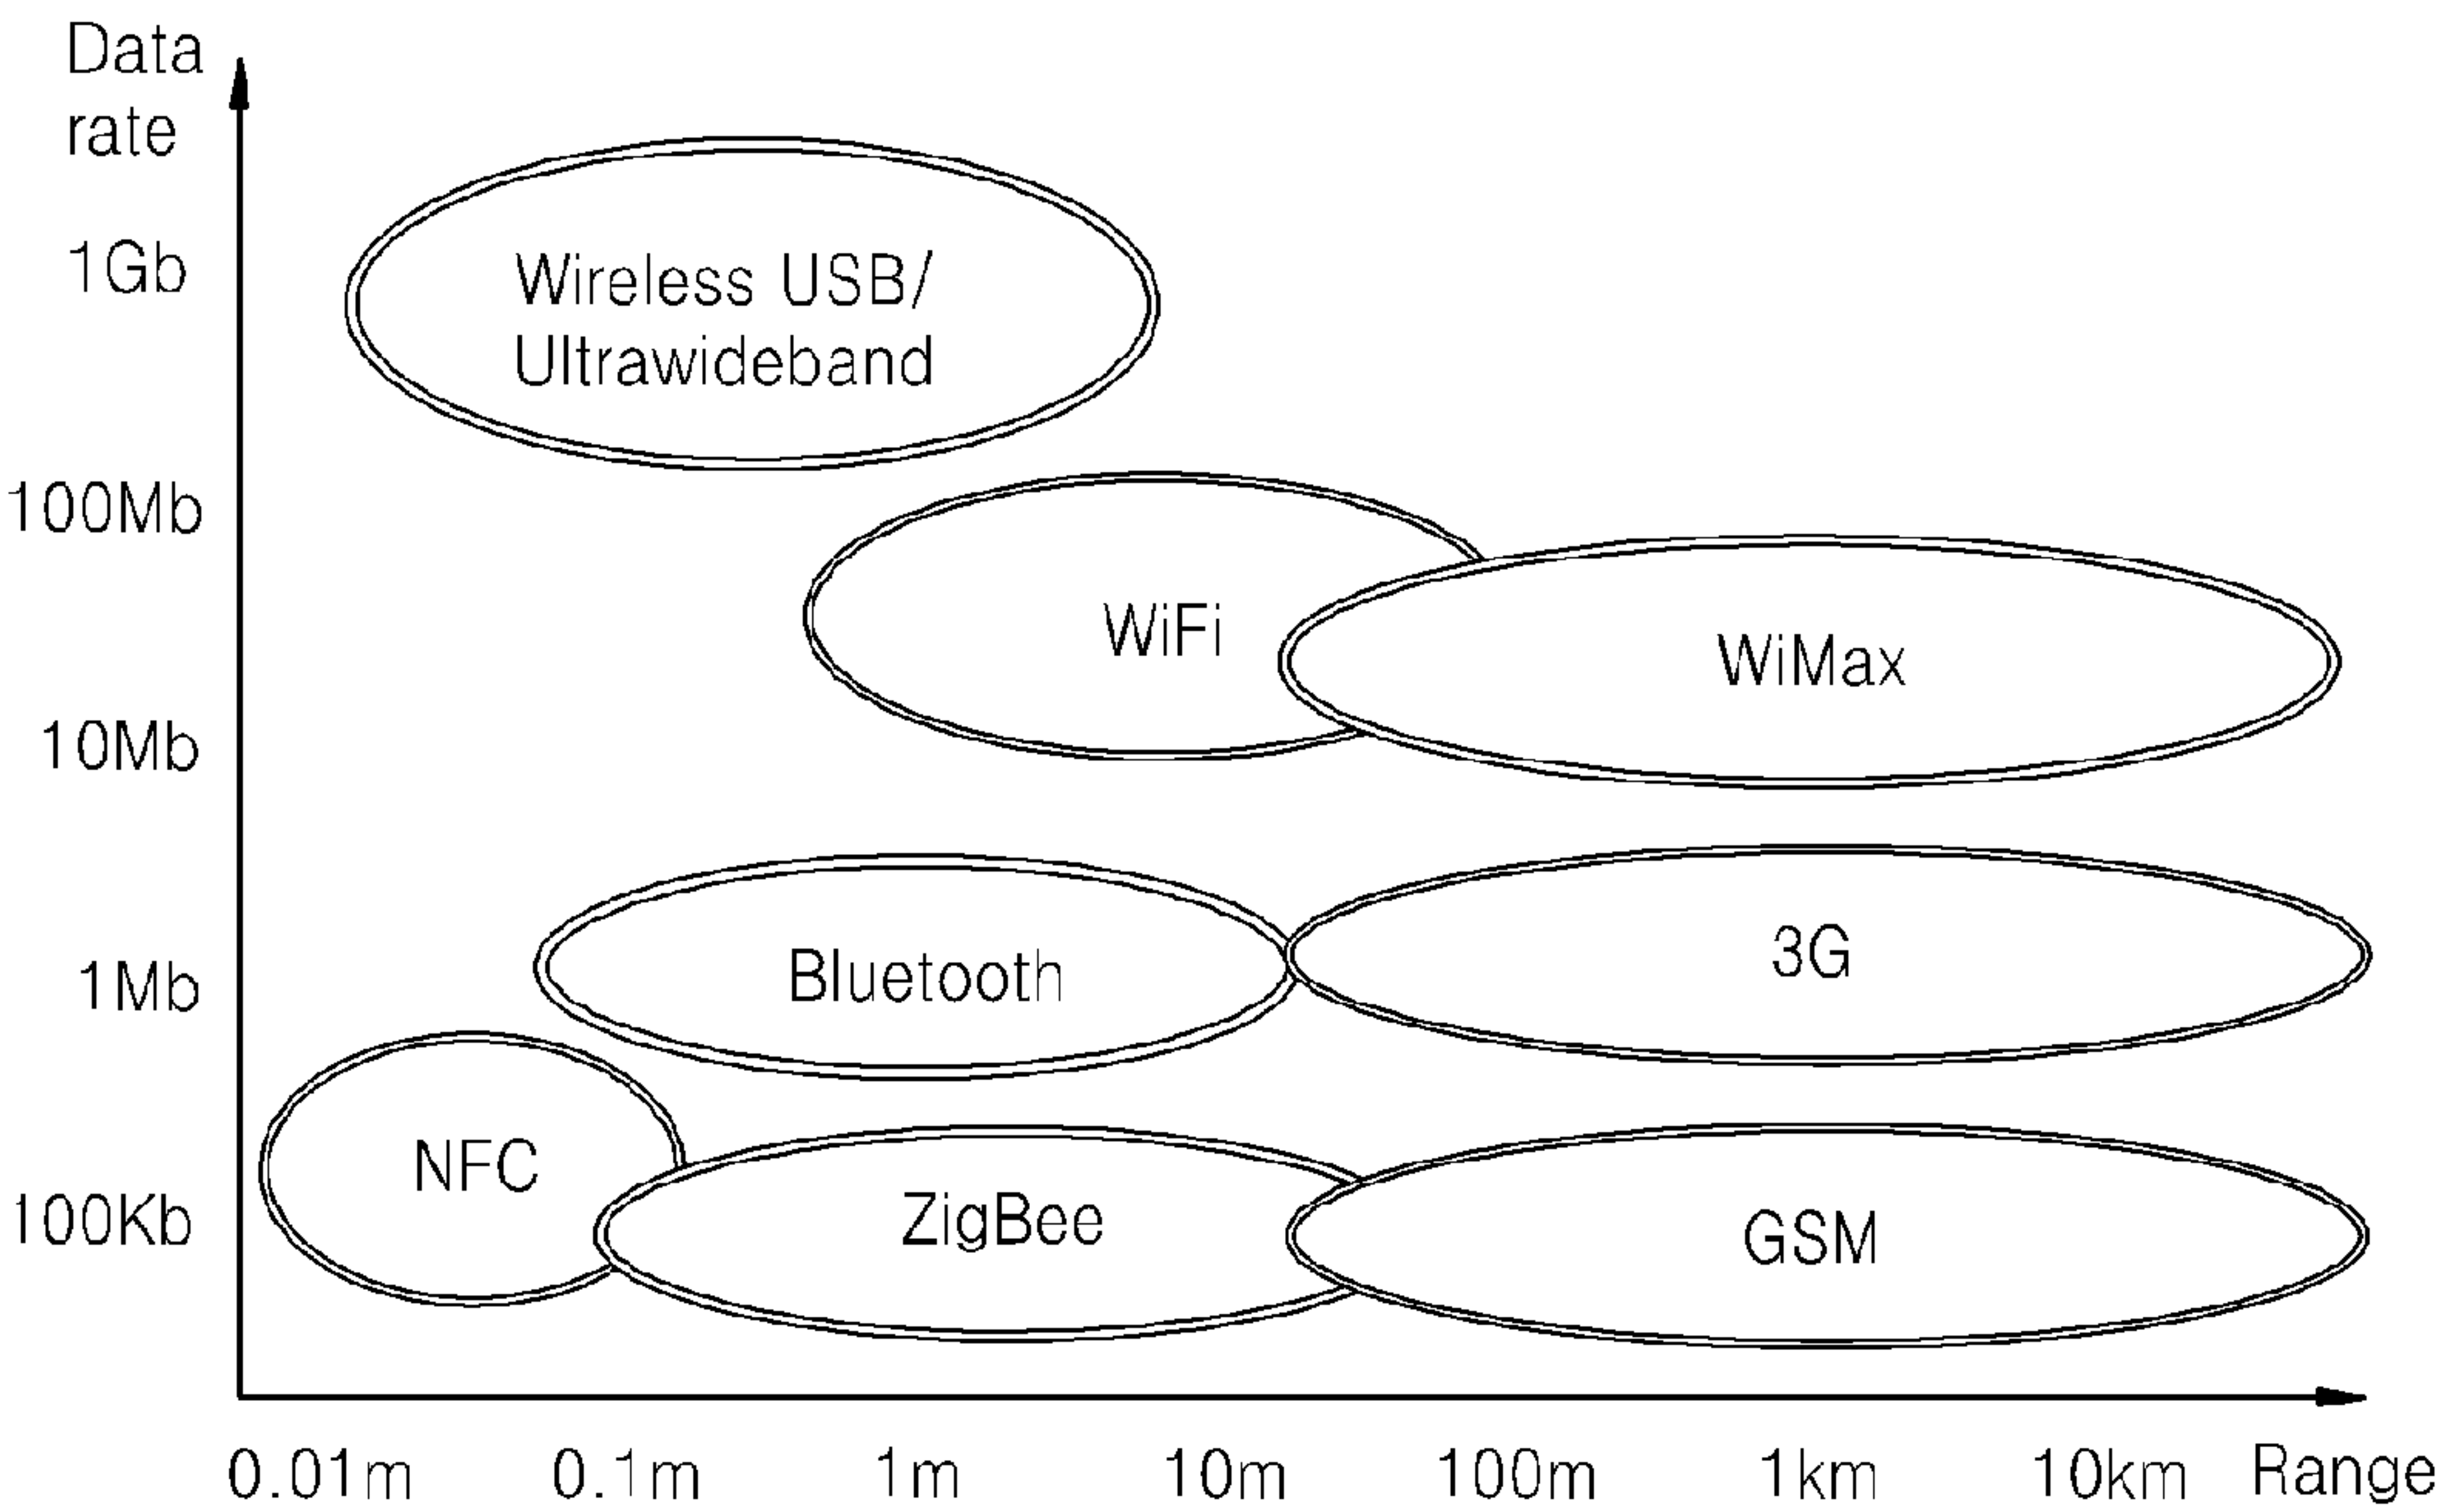 Data
rate
1Gb
Wireless USB/
Ultrawideband
100Mb
WiFi
WiMax
10Mb
Bluetooth
3G
1Mb
NFC
ZigBee
GSM
100Kb
0.01m 0.1m 1m 10m 100m 1km 10km Range